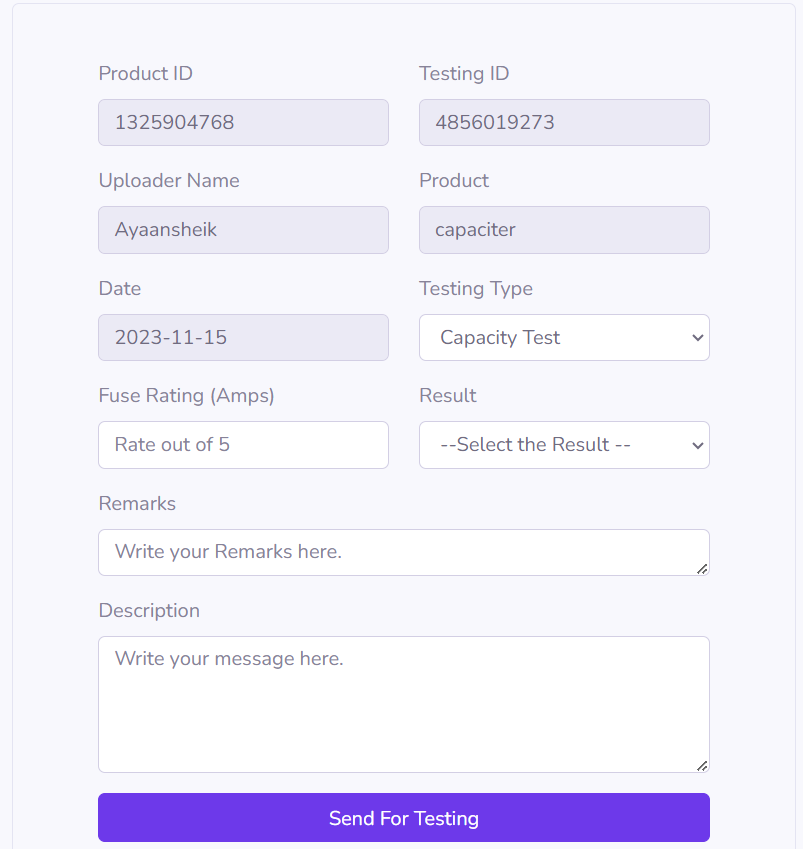 Product ID
Testing ID
1325904768
4856019273
Uploader Name
Product
Ayaansheik
capaciter
Date
Testing Type
2023-11-15
Capacity Test
Fuse Rating (Amps)
Result
Rate out of 5
--Select the Result --
Remarks
Write your Remarks here.
Description
Write your message here.
Send For Testing